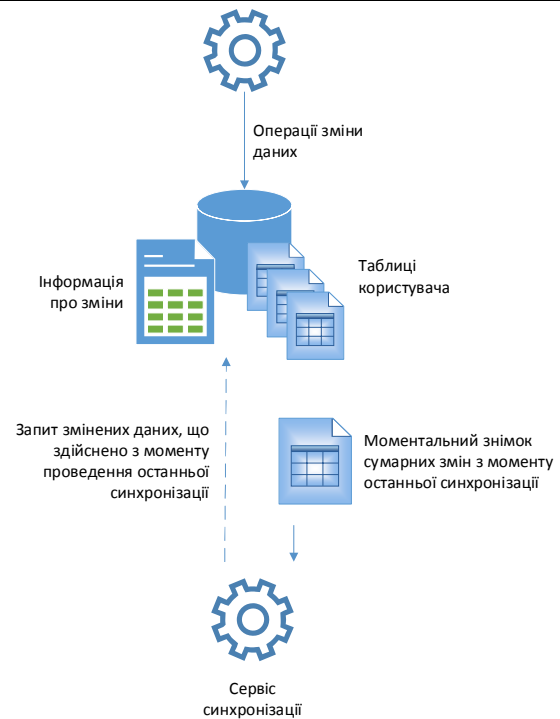 Операції зміни
даних
Інформація
про зміни
Таблиці
користувача
Запит змінених даних, що
здійснено з моменту
проведення останньої
синхронізації
Моментальний знімок
сумарних змін з моменту
останньої синхронізації
Сервіс
синхронізації